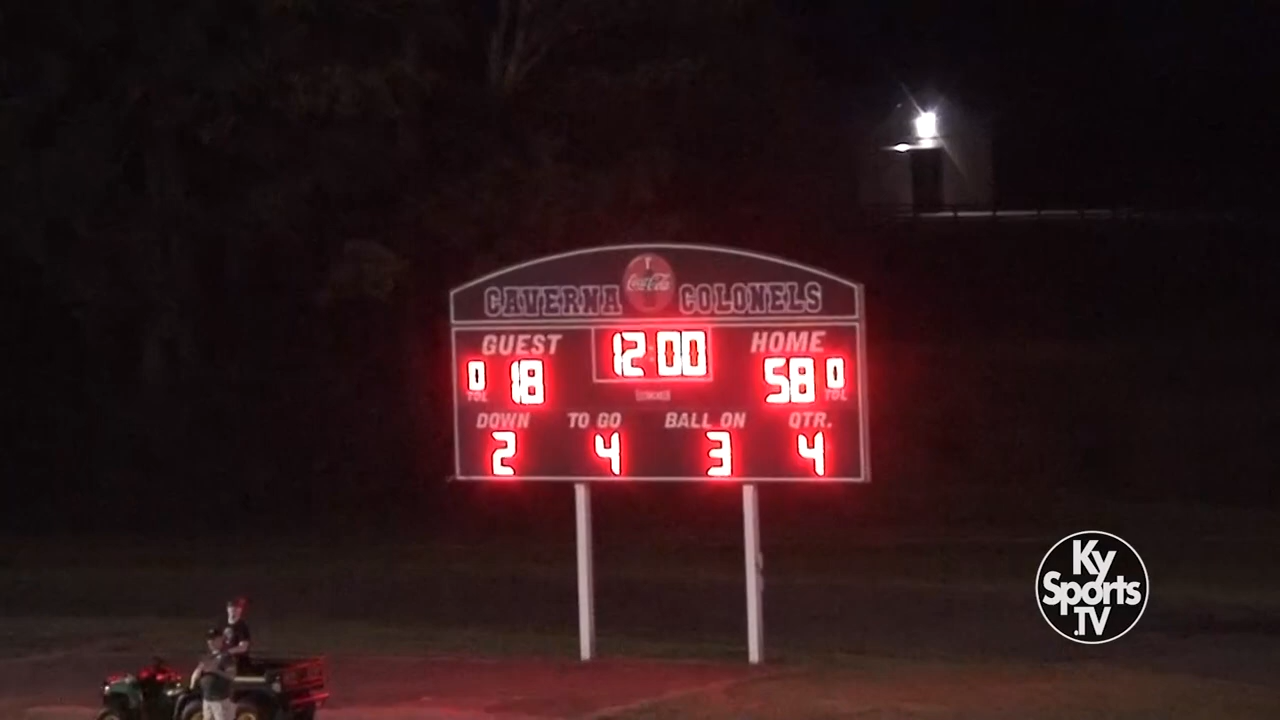 CAVERNA Coca-Cola COLONELS
GUEST 12 00 HOME
0 18 58 0
TOL TOL
DOWN TO GO BALL ON QTR.
2 4 3 4
Ky
Sports
.TV